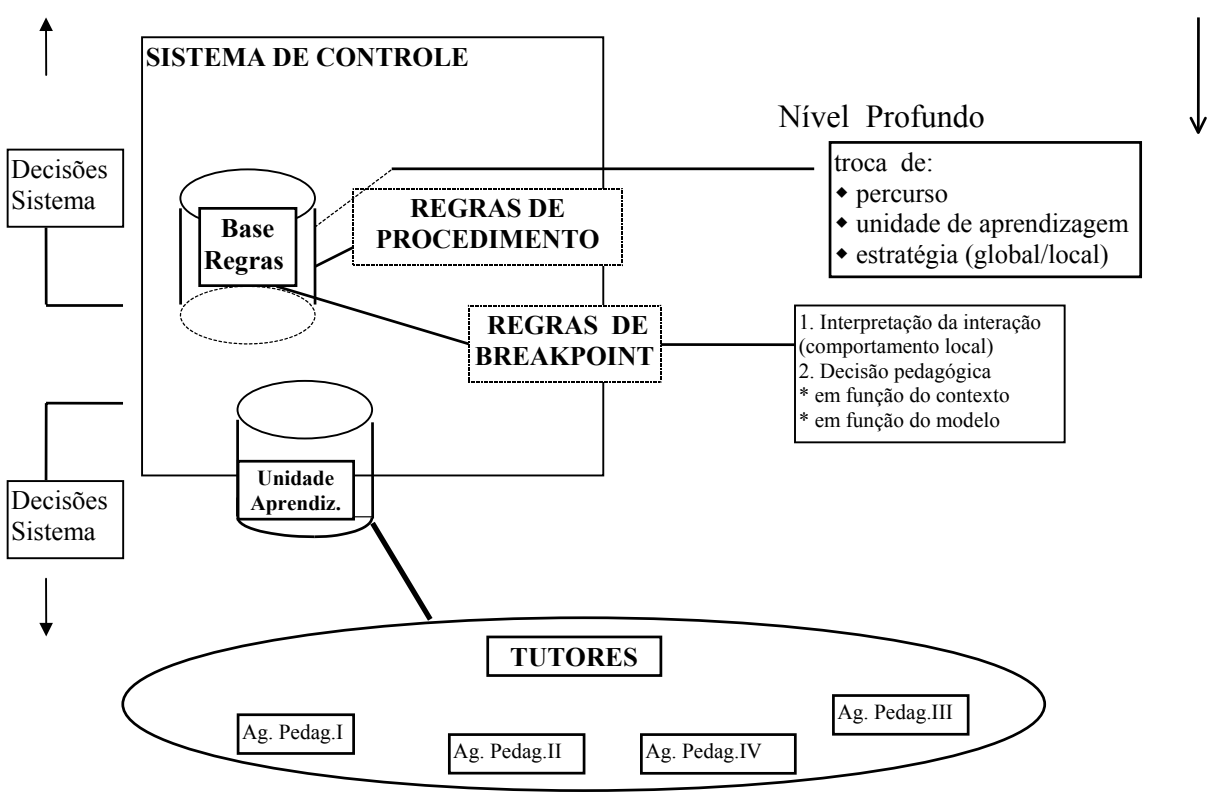 SISTEMA DE CONTROLE
Nível Profundo
Decisões
Sistema
troca de:
◆ percurso
◆ unidade de aprendizagem
◆ estratégia (global/local)
Base
Regras
REGRAS DE
PROCEDIMENTO
REGRAS DE
BREAKPOINT
1. Interpretação da interação
(comportamento local)
2. Decisão pedagógica
* em função do contexto
* em função do modelo
Unidade
Aprendiz.
Decisões
Sistema
TUTORES
Ag. Pedag.I
Ag. Pedag.II
Ag. Pedag.IV
Ag. Pedag.III